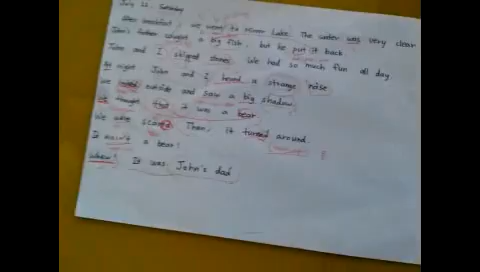 July 22, Saturday
After breakfast, we went to Mirror Lake. The water was very clear
John's father caught a big fish, but he put it back
John and I skipped stones. We had so much fun all day
At night John and I heard a strange noise
We looked outside and saw a big shadow
We thought that it was a bear
We were scared Then, it turned around.
It wasn't a bear!
Whew! It was John's dad